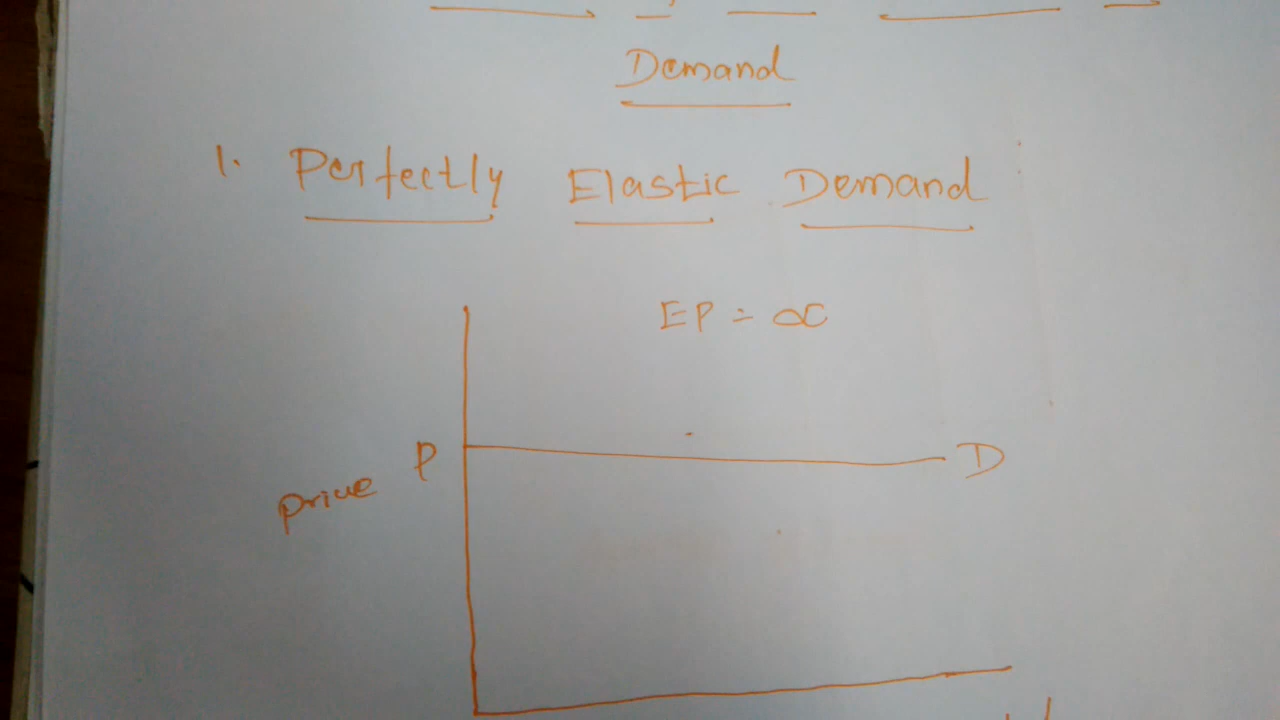 Demand
1. Perfectly Elastic Demand
EP = ∞
P
D
price